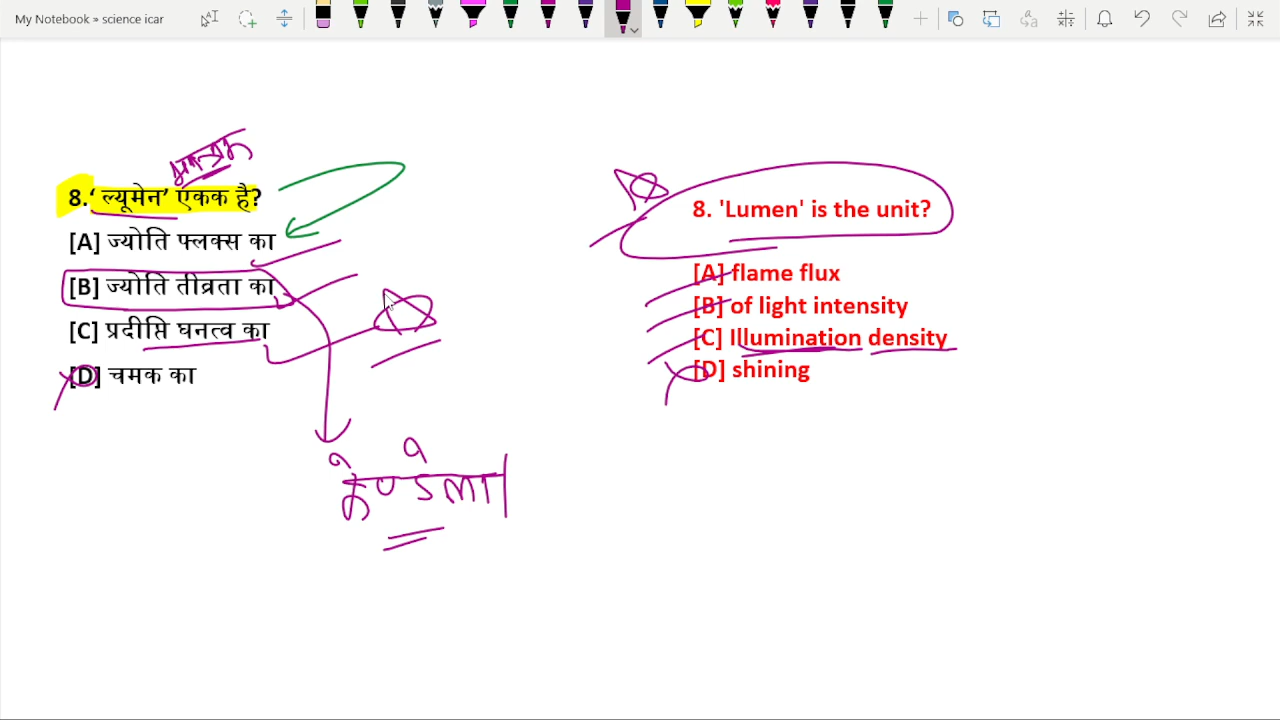 My Notebook » science icar
8.‘ ल्यूमेन’ एकक है?
[A] ज्योति फ्लक्स का
[B] ज्योति तीव्रता का
[C] प्रदीप्ति घनत्व का
[D] चमक का
8. 'Lumen' is the unit?
[A] flame flux
[B] of light intensity
[C] Illumination density
[D] shining